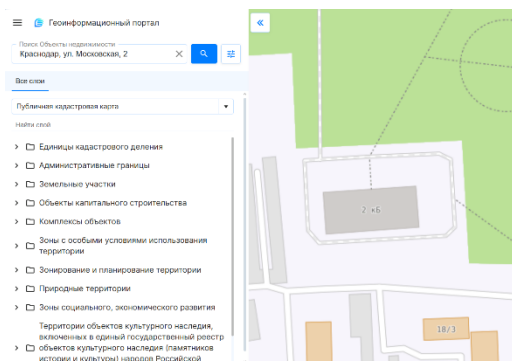 Геоинформационный портал
Поиск Объекты недвижимости
Краснодар, ул. Московская, 2
Все слои
Публичная кадастровая карта
Найти слой
Единицы кадастрового деления
Административные границы
Земельные участки
Объекты капитального строительства
Комплексы объектов
Зоны с особыми условиями использования
территории
Зонирование и планирование территории
Природные территории
Зоны социального, экономического развития
Территории объектов культурного наследия,
включенных в единый государственный реестр
объектов культурного наследия (памятников
истории и культуры) народов Российской
2 к6
18/3